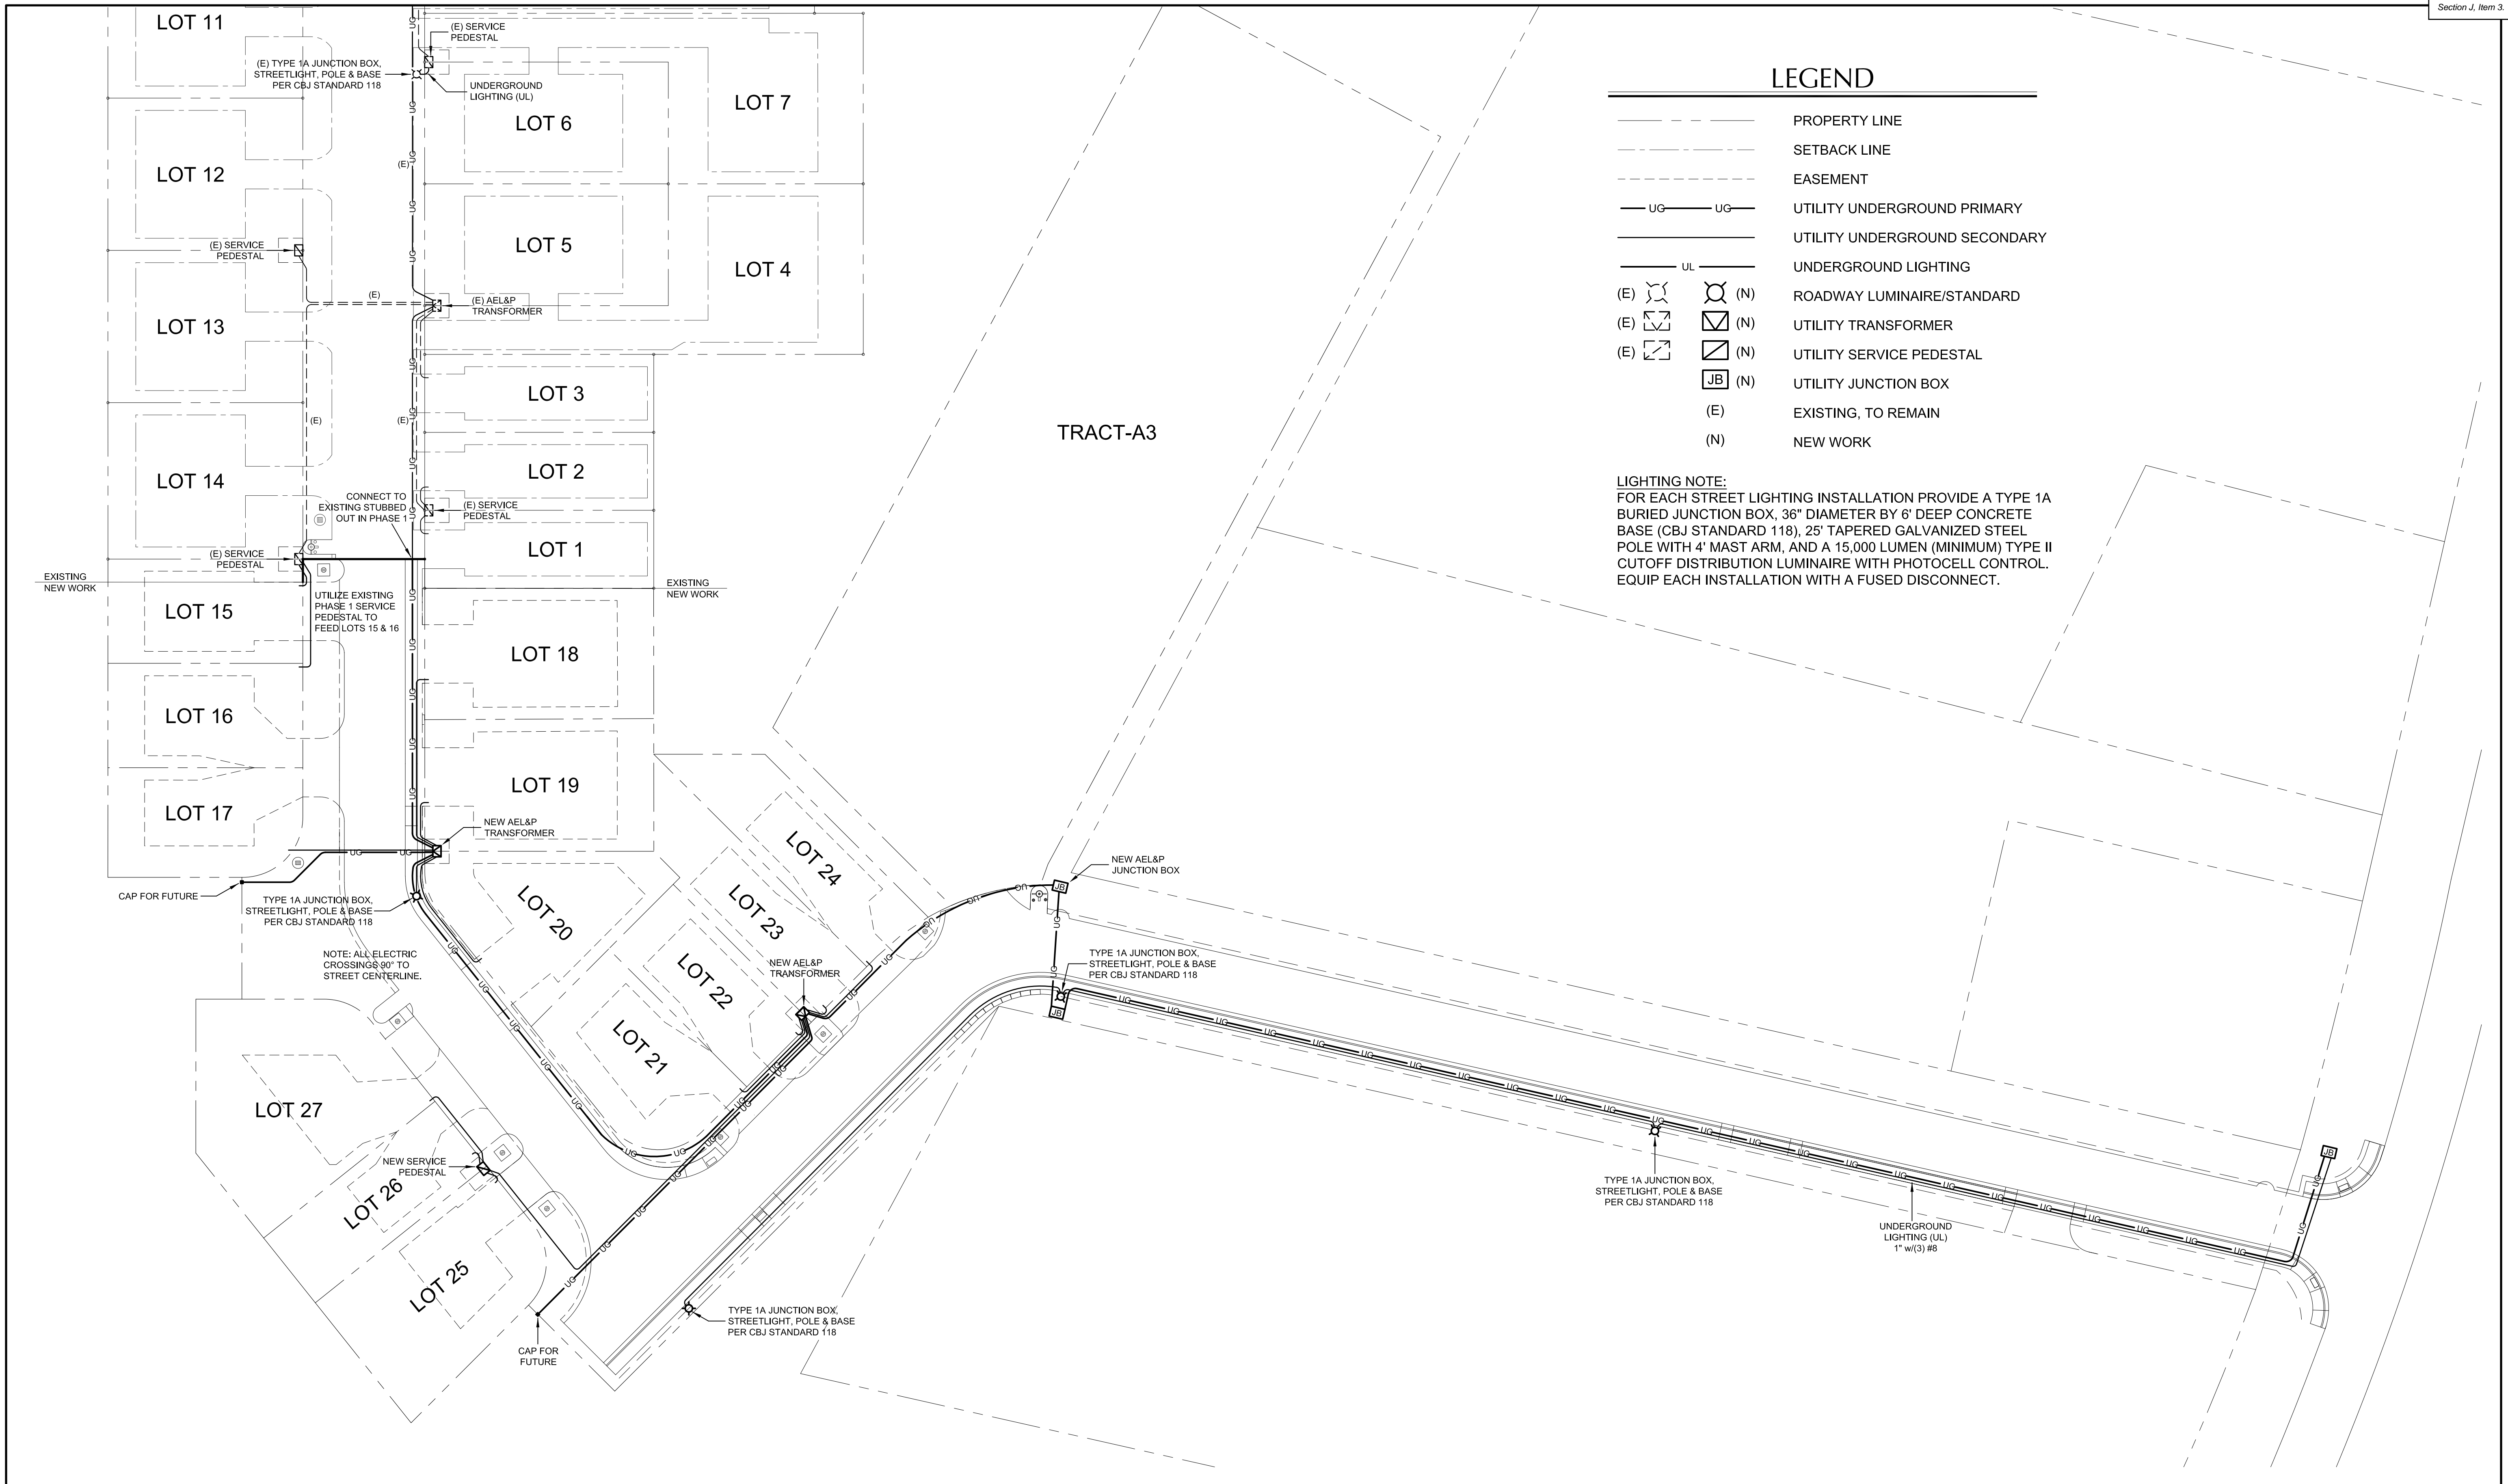 Section J, Item 3.
LOT 11
(E) SERVICE
PEDESTAL
(E) TYPE 1A JUNCTION BOX,
STREETLIGHT, POLE & BASE
PER CBJ STANDARD 118
UNDERGROUND
LIGHTING (UL)
LOT 7
LOT 6
LOT 12
(E)
LOT 5
(E) SERVICE
PEDESTAL
LOT 4
(E)
(E) AEL&P
TRANSFORMER
LOT 13
LOT 3
(E)
(E)
LOT 2
LOT 14
CONNECT TO
EXISTING STUBBED
OUT IN PHASE 1
(E) SERVICE
PEDESTAL
LOT 1
(E) SERVICE
PEDESTAL
EXISTING
NEW WORK
EXISTING
NEW WORK
UTILIZE EXISTING
PHASE 1 SERVICE
PEDESTAL TO
FEED LOTS 15 & 16
LOT 15
LOT 18
LOT 16
LOT 19
LOT 17
NEW AEL&P
TRANSFORMER
UG UG
CAP FOR FUTURE
TYPE 1A JUNCTION BOX,
STREETLIGHT, POLE & BASE
PER CBJ STANDARD 118
NOTE: ALL ELECTRIC
CROSSINGS 90° TO
STREET CENTERLINE.
LOT 20
LOT 24
LOT 23
LOT 22
LOT 21
NEW AEL&P
TRANSFORMER
LOT 27
NEW SERVICE
PEDESTAL
LOT 26
LOT 25
CAP FOR
FUTURE
TYPE 1A JUNCTION BOX,
STREETLIGHT, POLE & BASE
PER CBJ STANDARD 118
TRACT-A3
NEW AEL&P
JUNCTION BOX
JB
TYPE 1A JUNCTION BOX,
STREETLIGHT, POLE & BASE
PER CBJ STANDARD 118
JB
TYPE 1A JUNCTION BOX,
STREETLIGHT, POLE & BASE
PER CBJ STANDARD 118
UNDERGROUND
LIGHTING (UL)
1" w/(3) #8
JB
LEGEND
PROPERTY LINE
SETBACK LINE
EASEMENT
UG UG UTILITY UNDERGROUND PRIMARY
UTILITY UNDERGROUND SECONDARY
UL UNDERGROUND LIGHTING
(E) (N) ROADWAY LUMINAIRE/STANDARD
(E) (N) UTILITY TRANSFORMER
(E) (N) UTILITY SERVICE PEDESTAL
JB (N) UTILITY JUNCTION BOX
(E) EXISTING, TO REMAIN
(N) NEW WORK
LIGHTING NOTE:
FOR EACH STREET LIGHTING INSTALLATION PROVIDE A TYPE 1A
BURIED JUNCTION BOX, 36" DIAMETER BY 6' DEEP CONCRETE
BASE (CBJ STANDARD 118), 25' TAPERED GALVANIZED STEEL
POLE WITH 4' MAST ARM, AND A 15,000 LUMEN (MINIMUM) TYPE II
CUTOFF DISTRIBUTION LUMINAIRE WITH PHOTOCELL CONTROL.
EQUIP EACH INSTALLATION WITH A FUSED DISCONNECT.